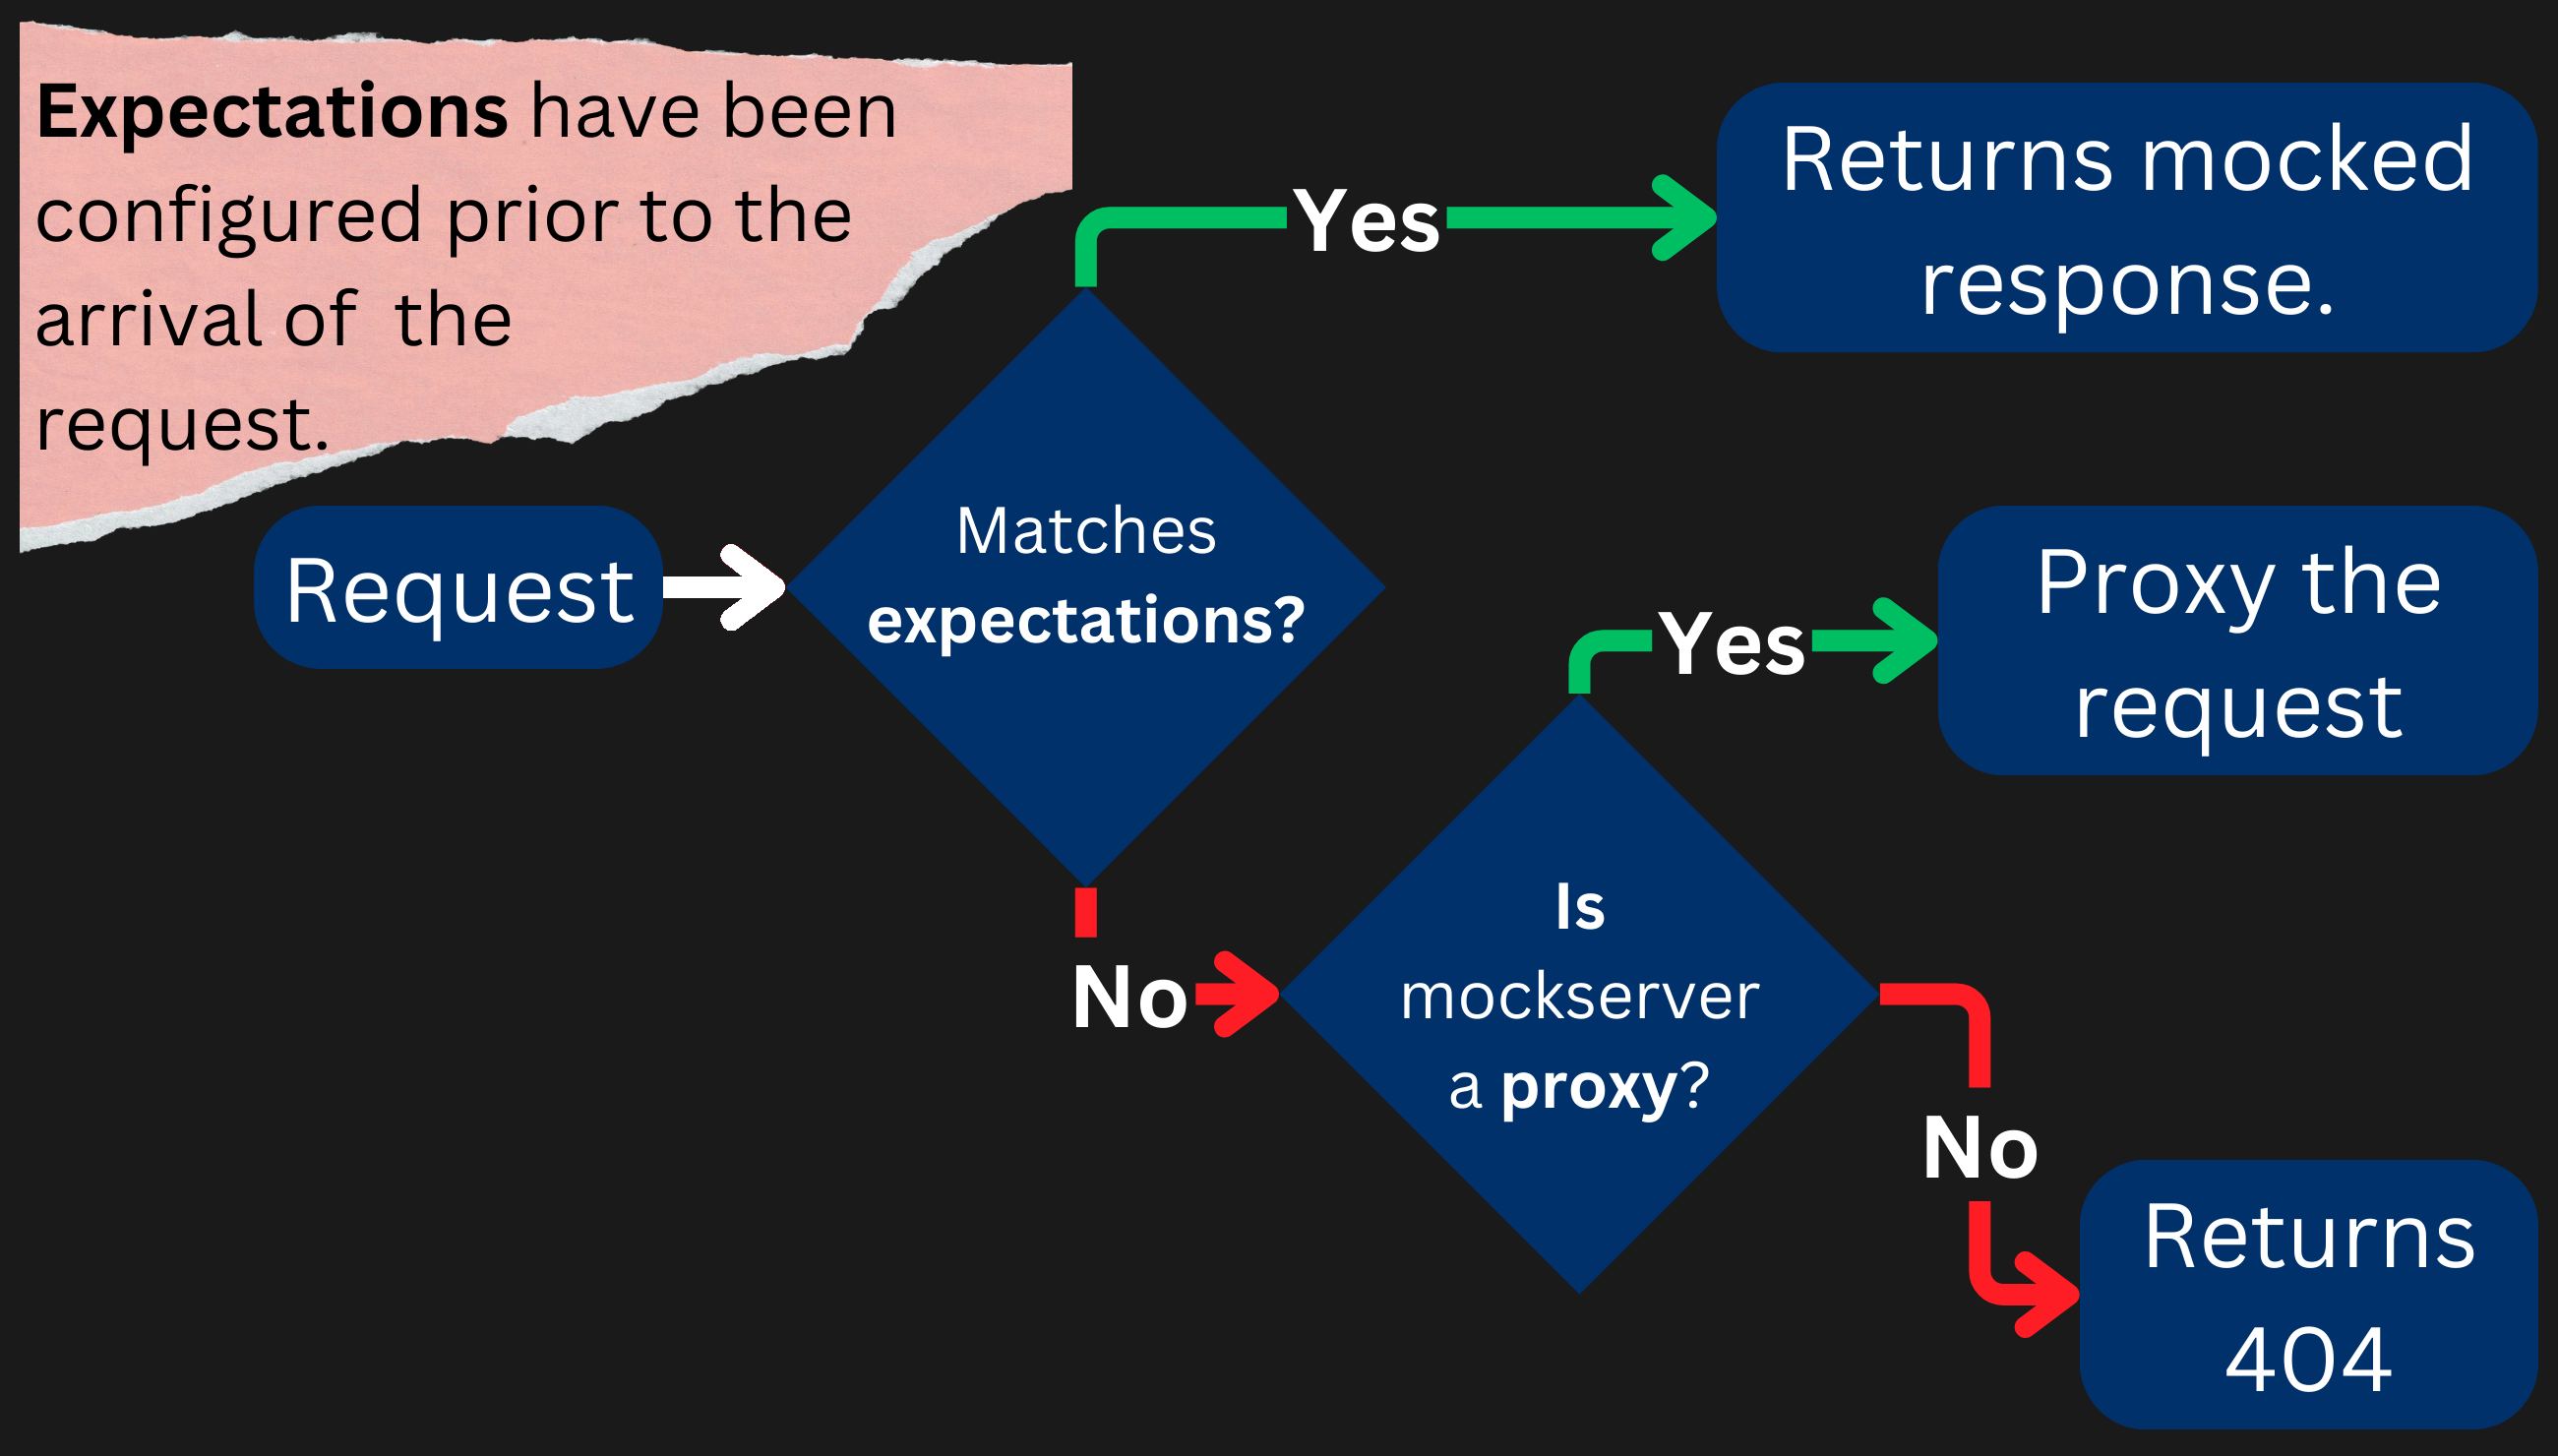 Expectations have been
configured prior to the
arrival of  the
request.
Request
Matches
expectations?
Yes
Returns mocked
response.
No
Is
mockserver
a proxy?
Yes
Proxy the
request
No
Returns
404